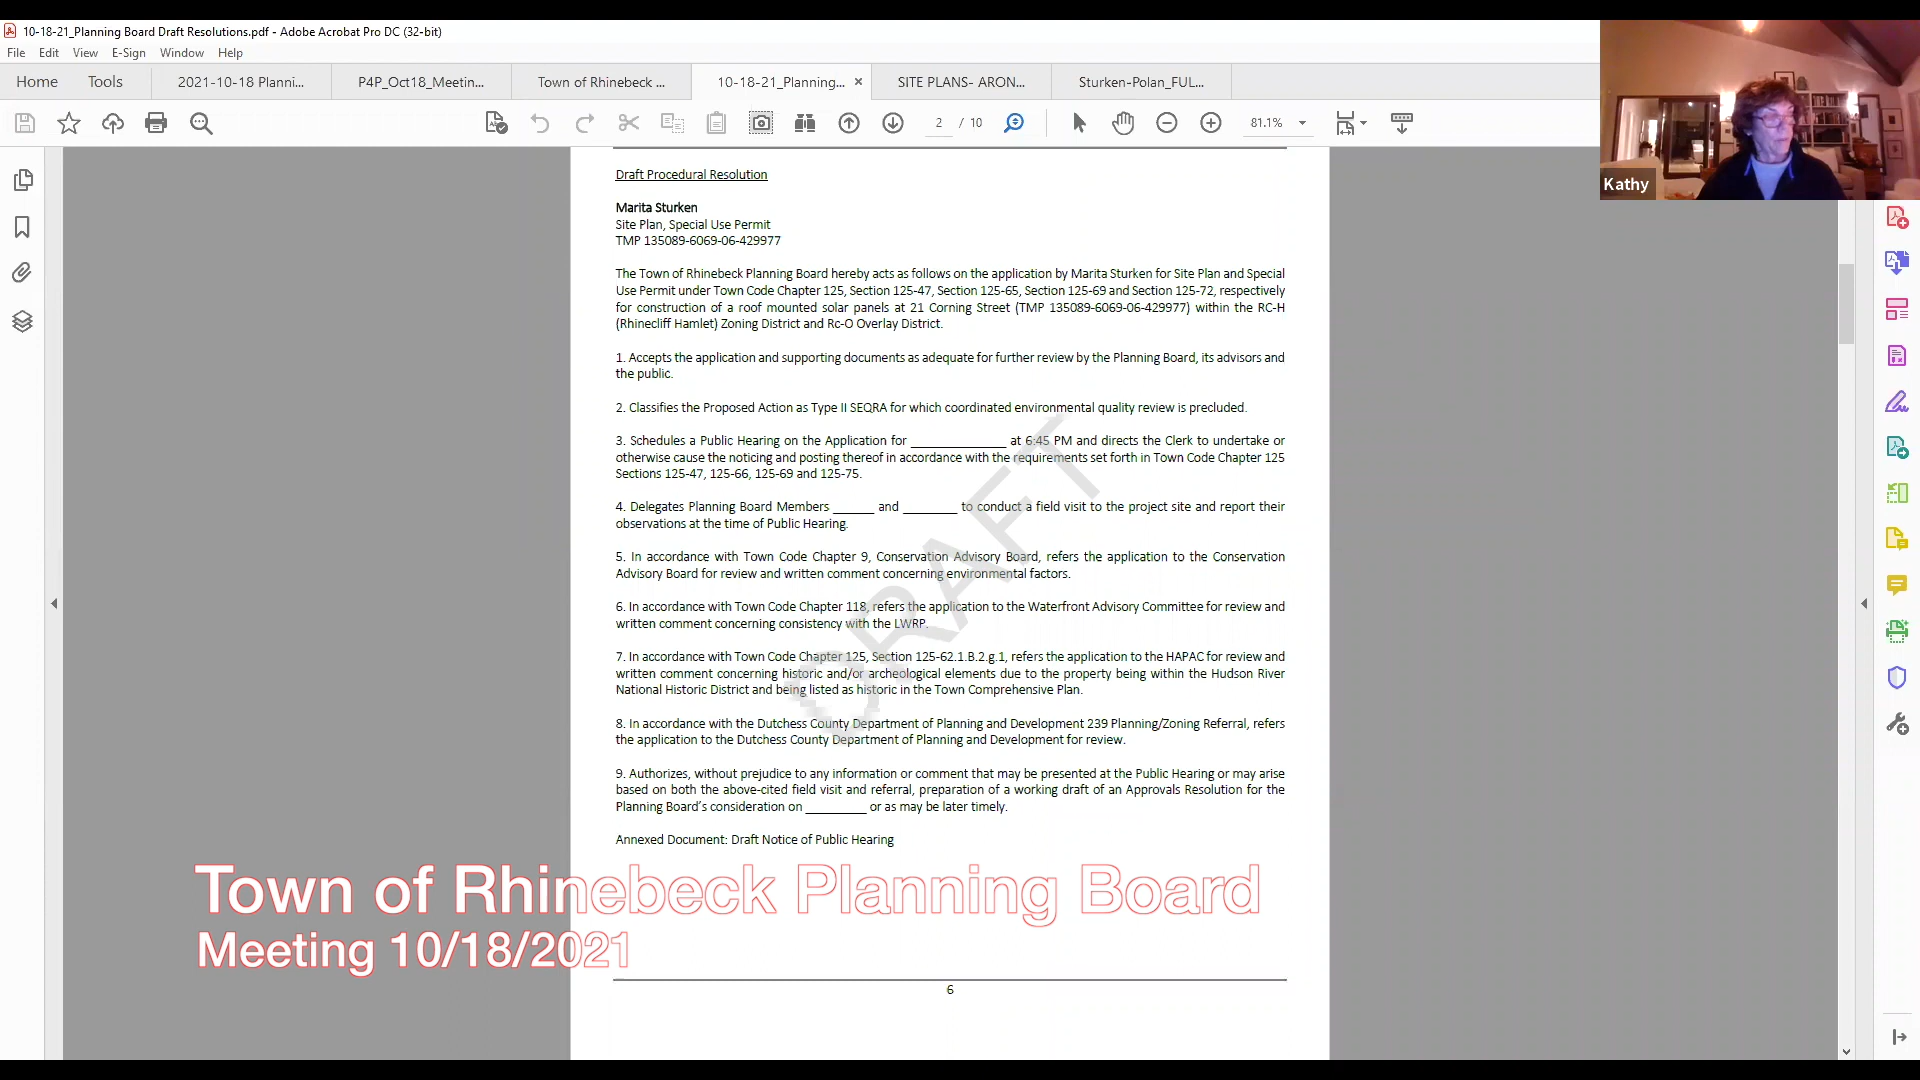 10-18-21_Planning Board Draft Resolutions.pdf - Adobe Acrobat Pro DC (32-bit)
File Edit View E-Sign Window Help
Home Tools 2021-10-18 Planni... P4P_Oct18_Meetin... Town of Rhinebeck ... 10-18-21_Planning... × SITE PLANS- ARON... Sturken-Polan_FUL...
2 / 10 81.1%
Kathy
Draft Procedural Resolution
Marita Sturken
Site Plan, Special Use Permit
TMP 135089-6069-06-429977
The Town of Rhinebeck Planning Board hereby acts as follows on the application by Marita Sturken for Site Plan and Special
Use Permit under Town Code Chapter 125, Section 125-47, Section 125-65, Section 125-69 and Section 125-72, respectively
for construction of a roof mounted solar panels at 21 Corning Street (TMP 135089-6069-06-429977) within the RC-H
(Rhinecliff Hamlet) Zoning District and Rc-O Overlay District.
1. Accepts the application and supporting documents as adequate for further review by the Planning Board, its advisors and
the public.
2. Classifies the Proposed Action as Type II SEQRA for which coordinated environmental quality review is precluded.
3. Schedules a Public Hearing on the Application for ______________ at 6:45 PM and directs the Clerk to undertake or
otherwise cause the noticing and posting thereof in accordance with the requirements set forth in Town Code Chapter 125
Sections 125-47, 125-66, 125-69 and 125-75.
4. Delegates Planning Board Members ______ and ________ to conduct a field visit to the project site and report their
observations at the time of Public Hearing.
5. In accordance with Town Code Chapter 9, Conservation Advisory Board, refers the application to the Conservation
Advisory Board for review and written comment concerning environmental factors.
6. In accordance with Town Code Chapter 118, refers the application to the Waterfront Advisory Committee for review and
written comment concerning consistency with the LWRP.
7. In accordance with Town Code Chapter 125, Section 125-62.1.B.2.g.1, refers the application to the HAPAC for review and
written comment concerning historic and/or archeological elements due to the property being within the Hudson River
National Historic District and being listed as historic in the Town Comprehensive Plan.
8. In accordance with the Dutchess County Department of Planning and Development 239 Planning/Zoning Referral, refers
the application to the Dutchess County Department of Planning and Development for review.
9. Authorizes, without prejudice to any information or comment that may be presented at the Public Hearing or may arise
based on both the above-cited field visit and referral, preparation of a working draft of an Approvals Resolution for the
Planning Board's consideration on _________ or as may be later timely.
Annexed Document: Draft Notice of Public Hearing
DRAFT
Town of Rhinebeck Planning Board
Meeting 10/18/2021
6